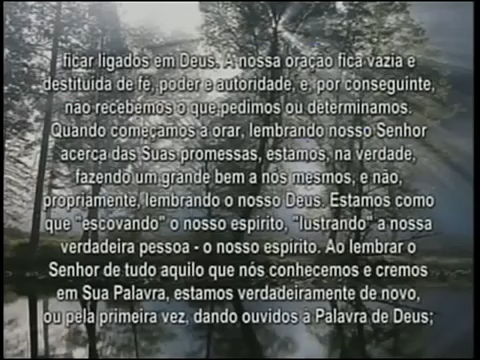 ficar ligados em Deus. A nossa oração fica vazia e
destituída de fé, poder e autoridade, e, por conseguinte,
não recebemos o que pedimos ou determinamos.
Quando começamos a orar, lembrando nosso Senhor
acerca das Suas promessas, estamos, na verdade,
fazendo um grande bem a nós mesmos, e não,
propriamente, lembrando o nosso Deus. Estamos como
que "escovando" o nosso espírito, "lustrando" a nossa
verdadeira pessoa - o nosso espírito. Ao lembrar o
Senhor de tudo aquilo que nós conhecemos e cremos
em Sua Palavra, estamos verdadeiramente de novo,
ou pela primeira vez, dando ouvidos à Palavra de Deus;